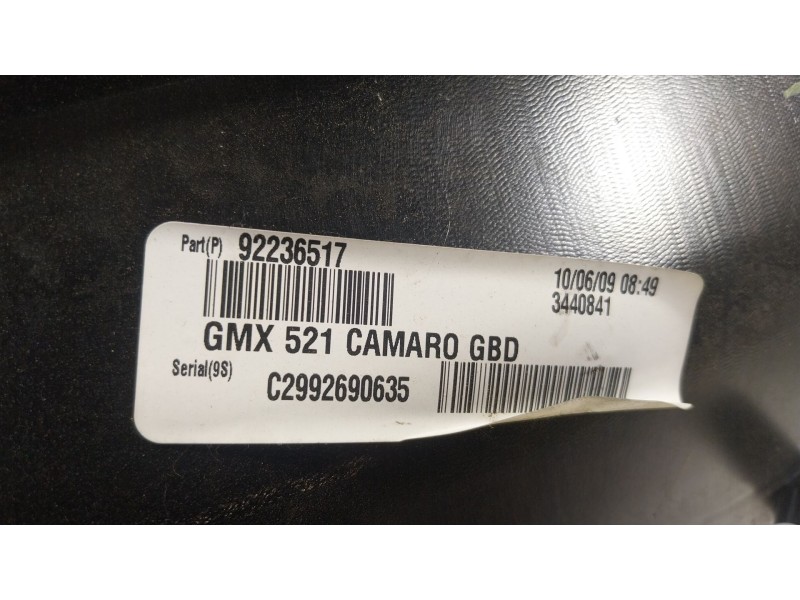 Part(P) 92236517
10/06/09 08:49
3440841
GMX 521 CAMARO GBD
Serial(9S) C2992690635